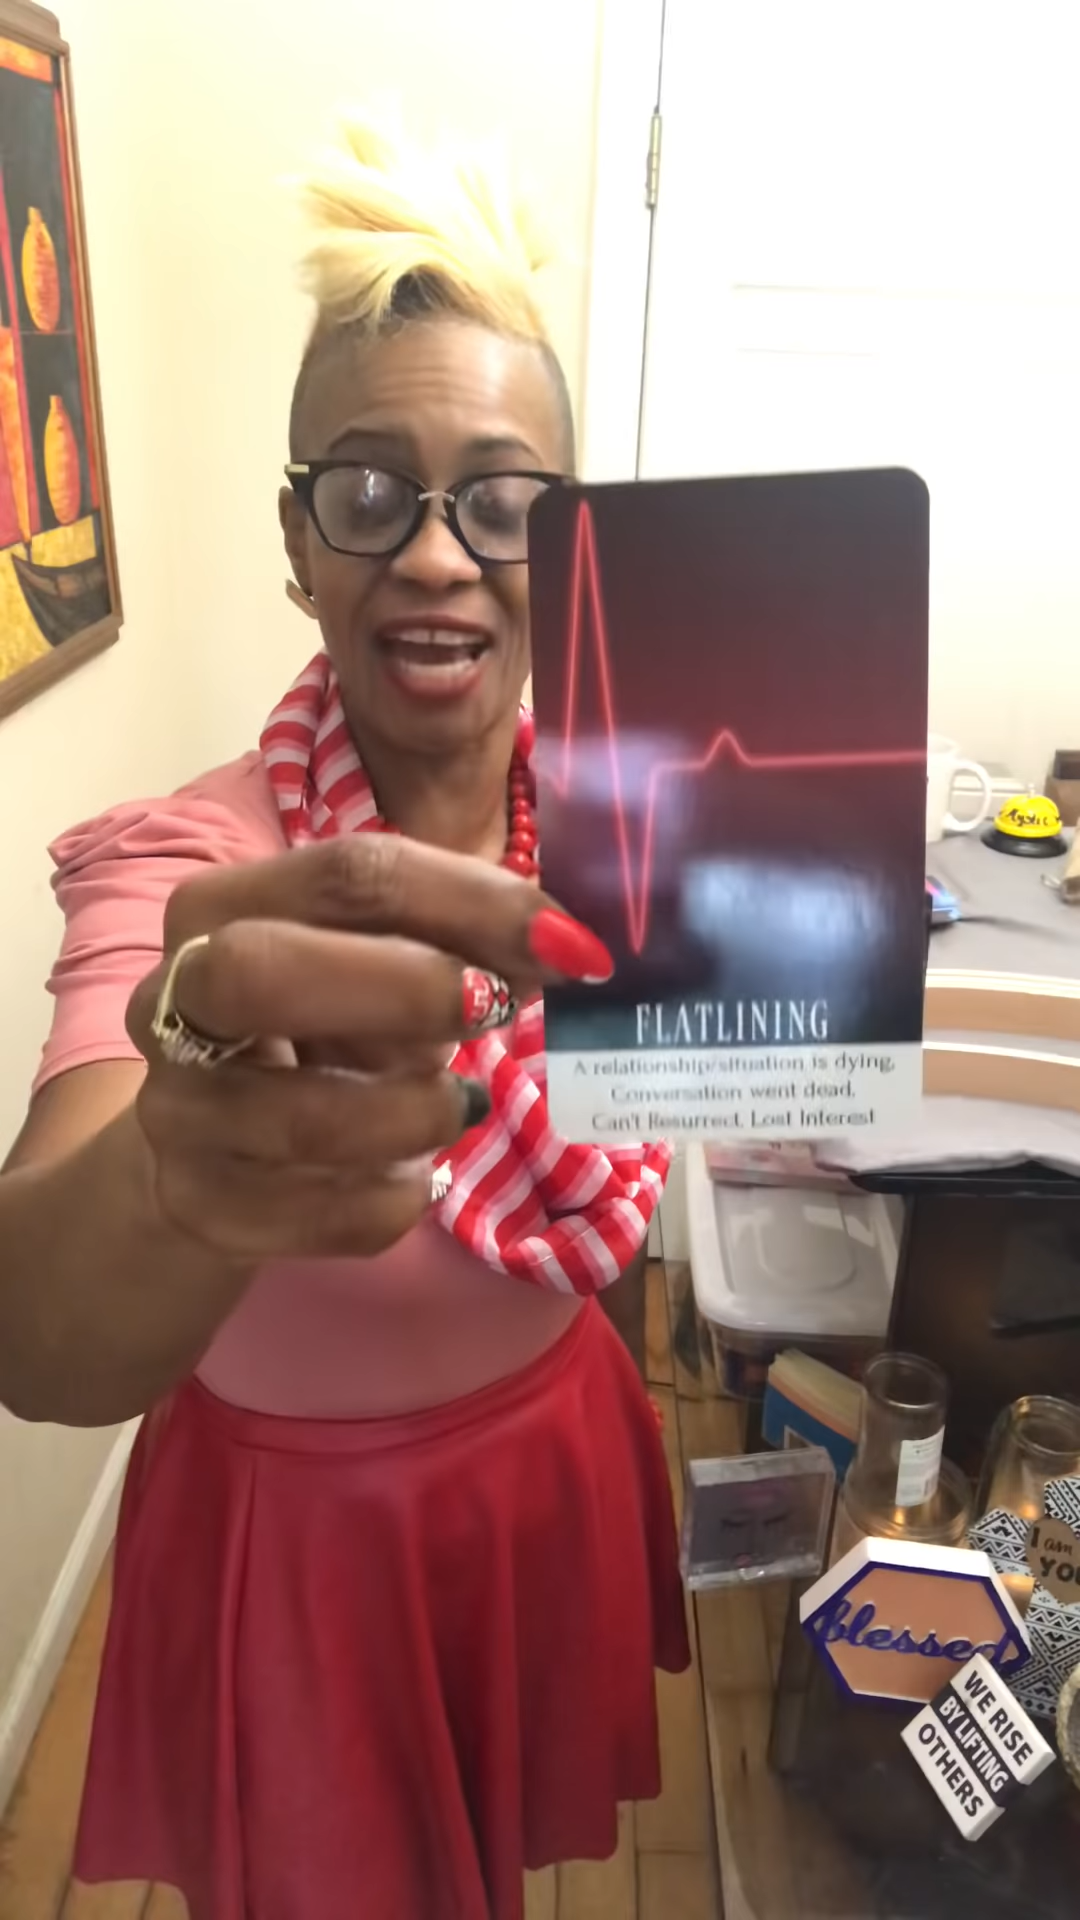 FLATLINING
A relationship/situation is dying,
Conversation went dead,
Can't Resurrect, Lost Interest
blessed
WE RISE
BY LIFTING
OTHERS
I am
YOU